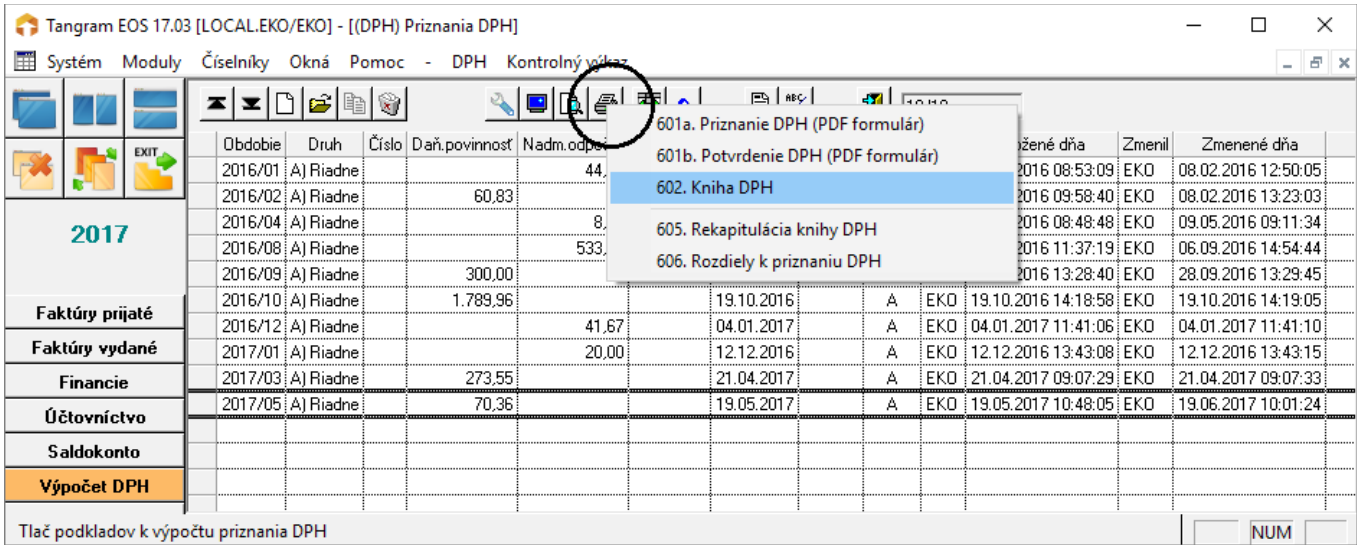 Tangram EOS 17.03 [LOCAL.EKO/EKO] - [(DPH) Priznania DPH]
Systém Moduly Číselníky Okná Pomoc - DPH Kontrolný výkaz
EXIT
ABC
2017
Faktúry prijaté
Faktúry vydané
Financie
Účtovníctvo
Saldokonto
Výpočet DPH
601a. Priznanie DPH (PDF formulár)
601b. Potvrdenie DPH (PDF formulár)
602. Kniha DPH
605. Rekapitulácia knihy DPH
606. Rozdiely k priznaniu DPH
Obdobie Druh Číslo Daň.povinnosť Nadm.odpo žené dňa Zmenil Zmenené dňa
2016/01 A) Riadne 44, 2016 08:53:09 EKO 08.02.2016 12:50:05
2016/02 A) Riadne 60,83 2016 09:58:40 EKO 08.02.2016 13:23:03
2016/04 A) Riadne 8, 2016 08:48:48 EKO 09.05.2016 09:11:34
2016/08 A) Riadne 533, 2016 11:37:19 EKO 06.09.2016 14:54:44
2016/09 A) Riadne 300,00 2016 13:28:40 EKO 28.09.2016 13:29:45
2016/10 A) Riadne 1.789,96 19.10.2016 A EKO 19.10.2016 14:18:58 EKO 19.10.2016 14:19:05
2016/12 A) Riadne 41,67 04.01.2017 A EKO 04.01.2017 11:41:06 EKO 04.01.2017 11:41:10
2017/01 A) Riadne 20,00 12.12.2016 A EKO 12.12.2016 13:43:08 EKO 12.12.2016 13:43:15
2017/03 A) Riadne 273,55 21.04.2017 A EKO 21.04.2017 09:07:29 EKO 21.04.2017 09:07:33
2017/05 A) Riadne 70,36 19.05.2017 A EKO 19.05.2017 10:48:05 EKO 19.06.2017 10:01:24
Tlač podkladov k výpočtu priznania DPH
NUM